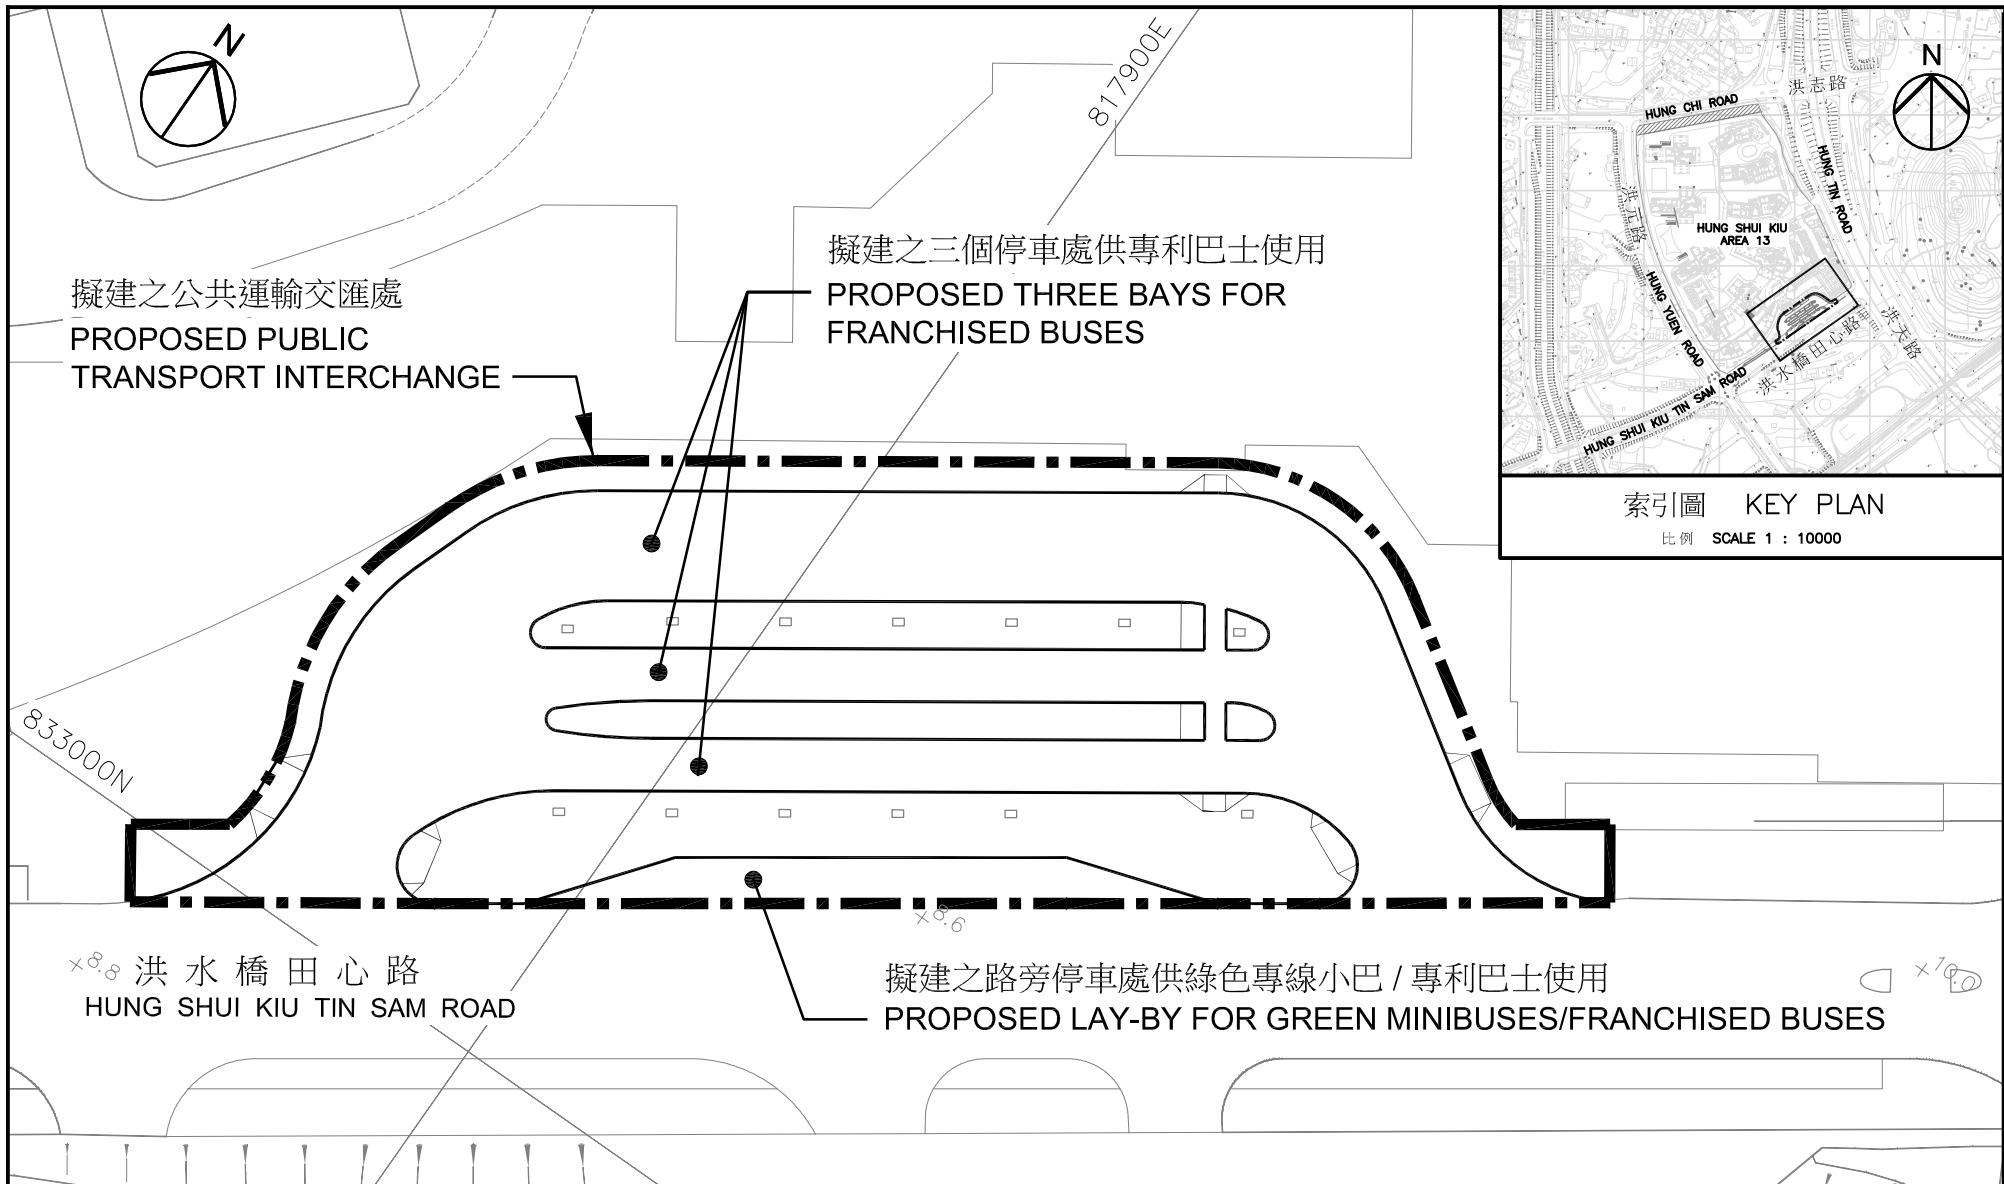 N
817900E
擬建之公共運輸交匯處
PROPOSED PUBLIC
TRANSPORT INTERCHANGE
擬建之三個停車處供專利巴士使用
PROPOSED THREE BAYS FOR
FRANCHISED BUSES
833000N
×8.8
洪水橋田心路
HUNG SHUI KIU TIN SAM ROAD
×8.6
擬建之路旁停車處供綠色專線小巴 / 專利巴士使用
PROPOSED LAY-BY FOR GREEN MINIBUSES/FRANCHISED BUSES
×10.0
N
洪志路
HUNG CHI ROAD
HUNG TIN ROAD
洪元路
HUNG SHUI KIU
AREA 13
HUNG YUEN ROAD
洪天路
洪水橋田心路
HUNG SHUI KIU TIN SAM ROAD
索引圖 KEY PLAN
比例 SCALE 1 : 10000